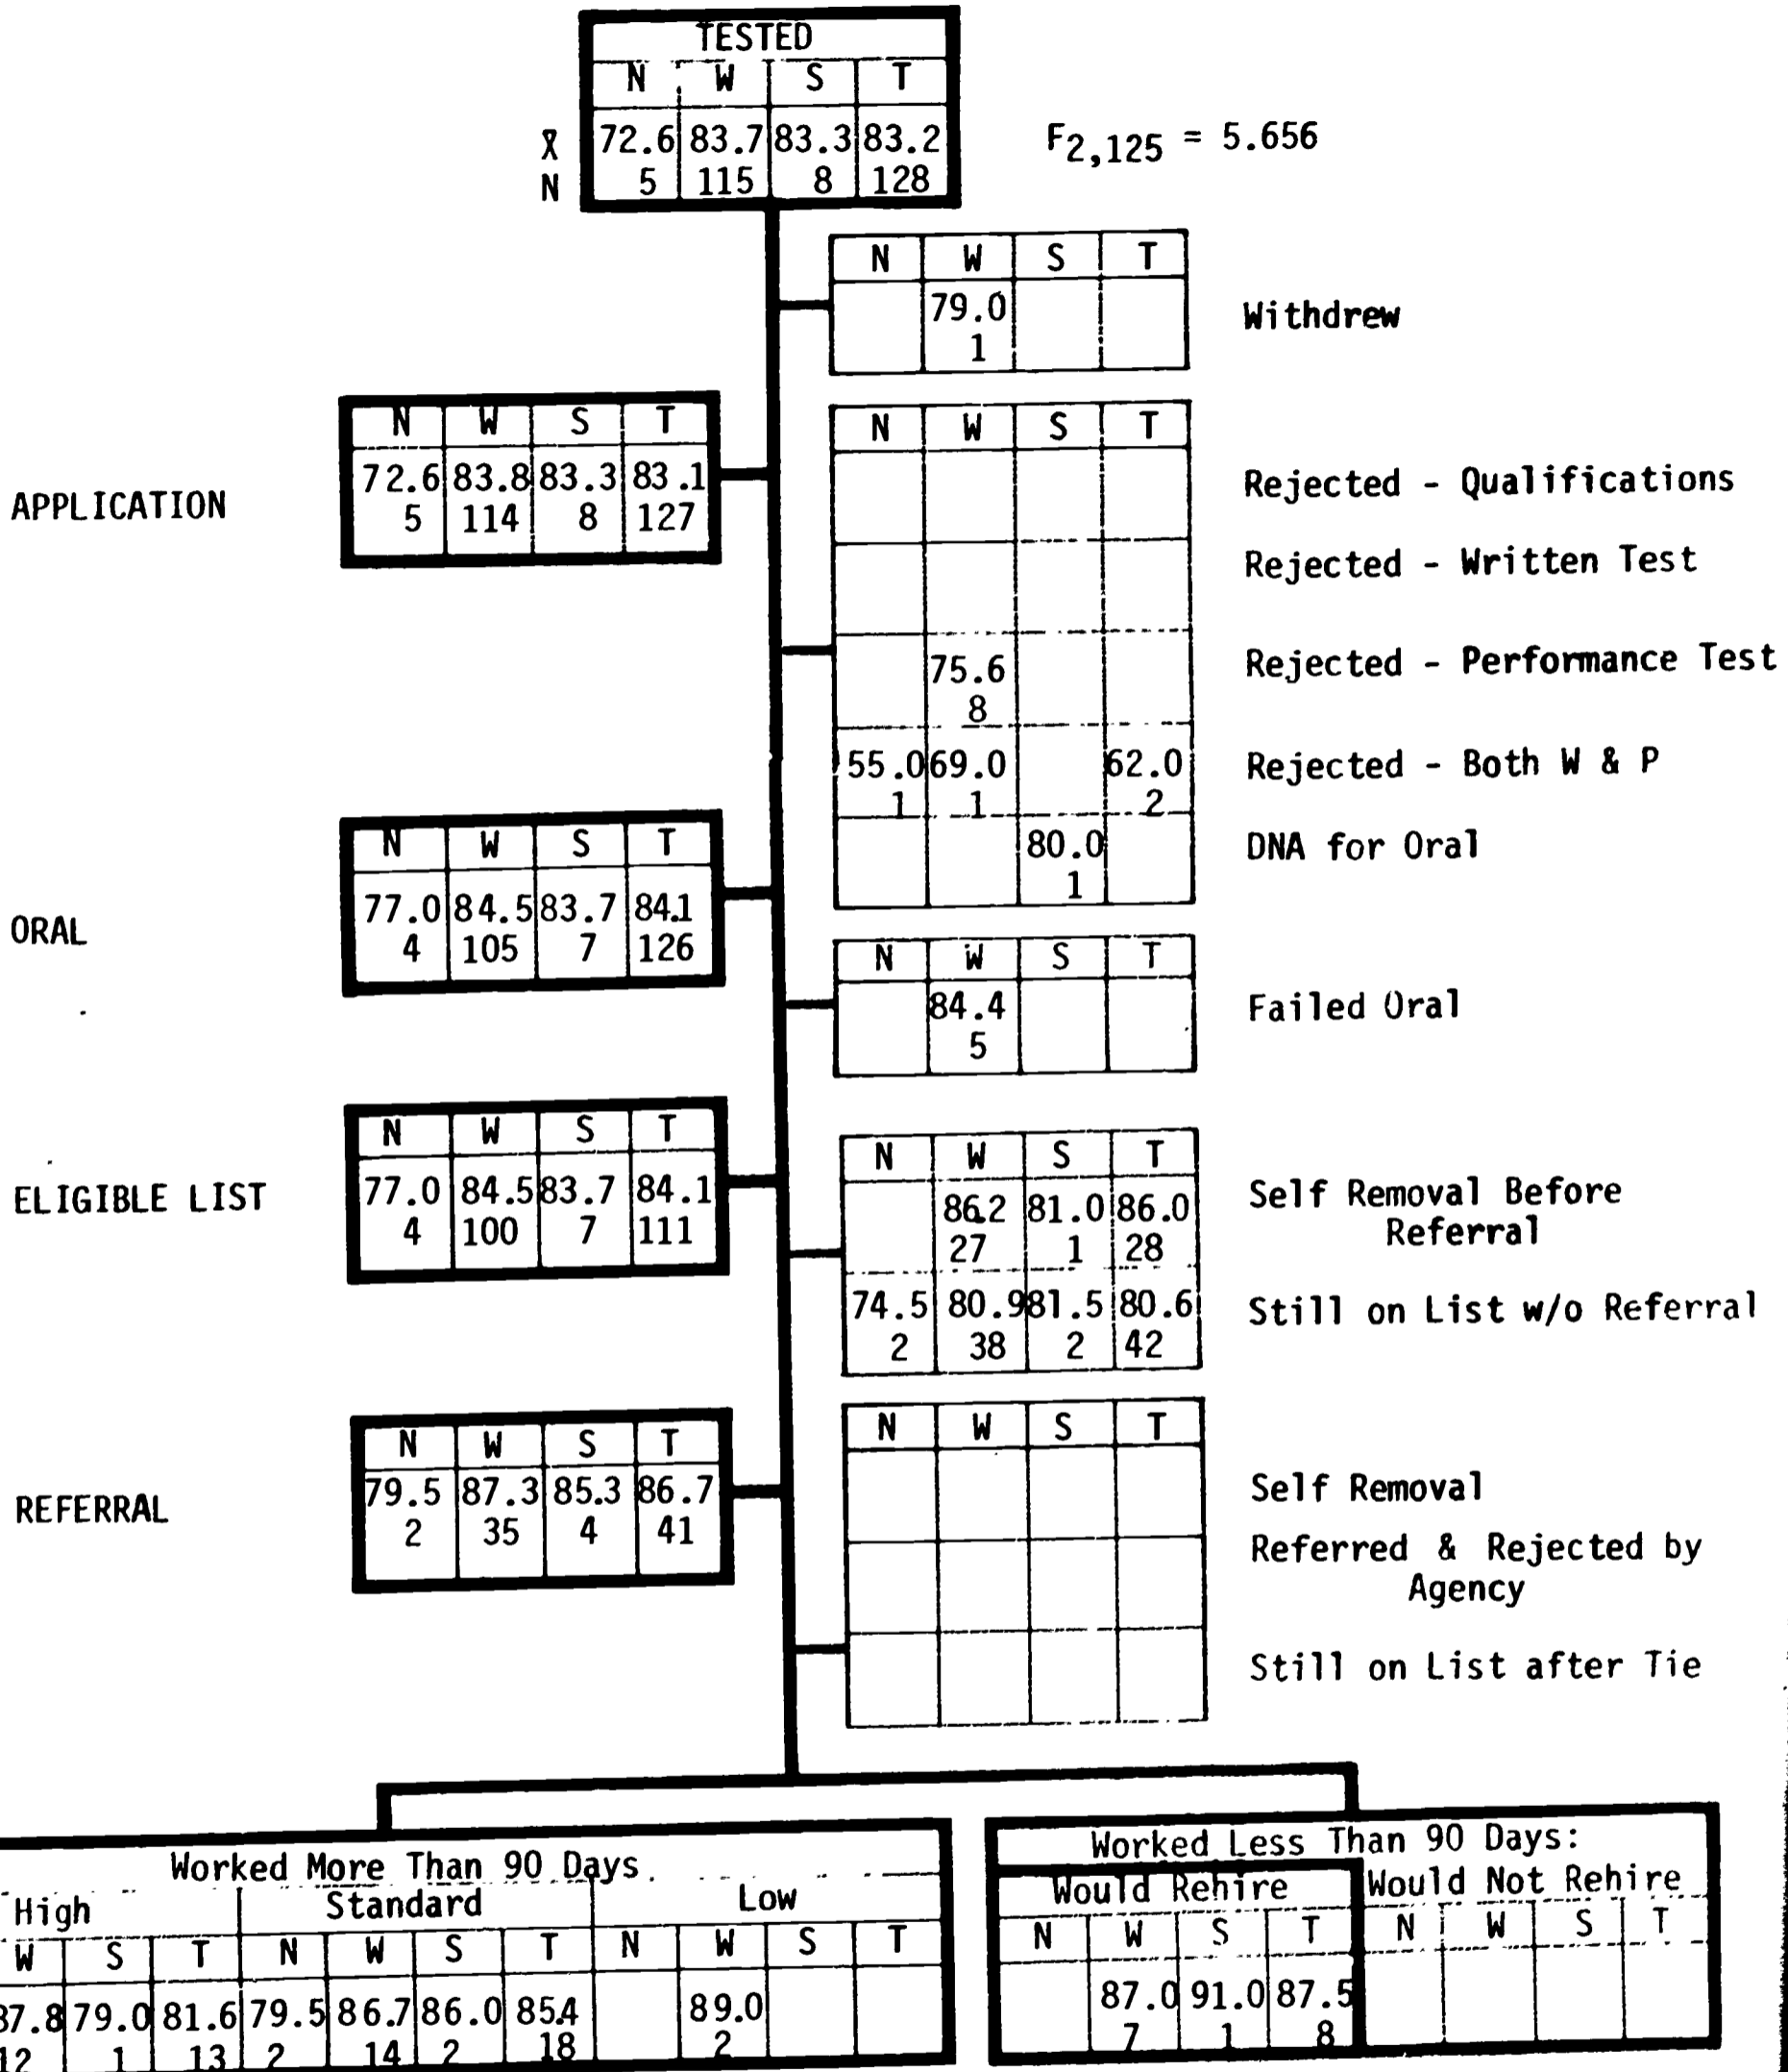 TESTED
N W S T
X̄ 72.6 83.7 83.3 83.2
N 5 115 8 128
F2,125 = 5.656
N W S T
79.0
1
Withdrew
APPLICATION
N W S T
72.6 83.8 83.3 83.1
5 114 8 127
N W S T
Rejected - Qualifications
Rejected - Written Test
75.6
8
Rejected - Performance Test
55.0 69.0 62.0
1 1 2
Rejected - Both W & P
80.0
1
DNA for Oral
ORAL
N W S T
77.0 84.5 83.7 84.1
4 105 7 126
N W S T
84.4
5
Failed Oral
ELIGIBLE LIST
N W S T
77.0 84.5 83.7 84.1
4 100 7 111
N W S T
86.2 81.0 86.0
27 1 28
Self Removal Before
Referral
74.5 80.9 81.5 80.6
2 38 2 42
Still on List w/o Referral
REFERRAL
N W S T
79.5 87.3 85.3 86.7
2 35 4 41
N W S T
Self Removal
Referred & Rejected by
Agency
Still on List after Tie
Worked More Than 90 Days
High Standard Low
W S T N W S T N W S T
87.8 79.0 81.6 79.5 86.7 86.0 85.4 89.0
12 1 13 2 14 2 18 2
Worked Less Than 90 Days:
Would Rehire Would Not Rehire
N W S T N W S T
87.0 91.0 87.5
7 1 8